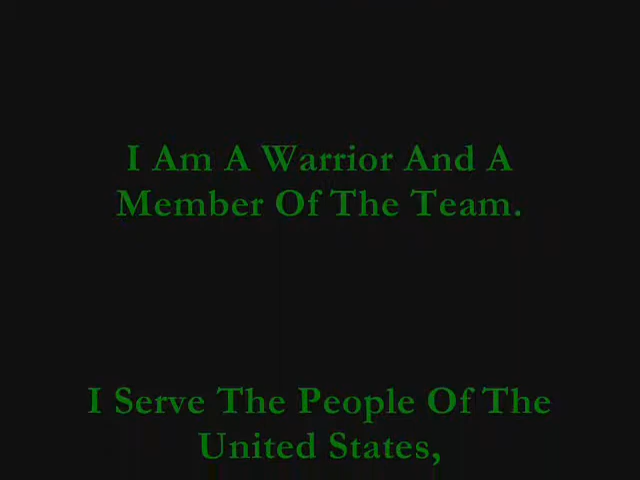 I Am A Warrior And A
Member Of The Team.
I Serve The People Of The
United States,